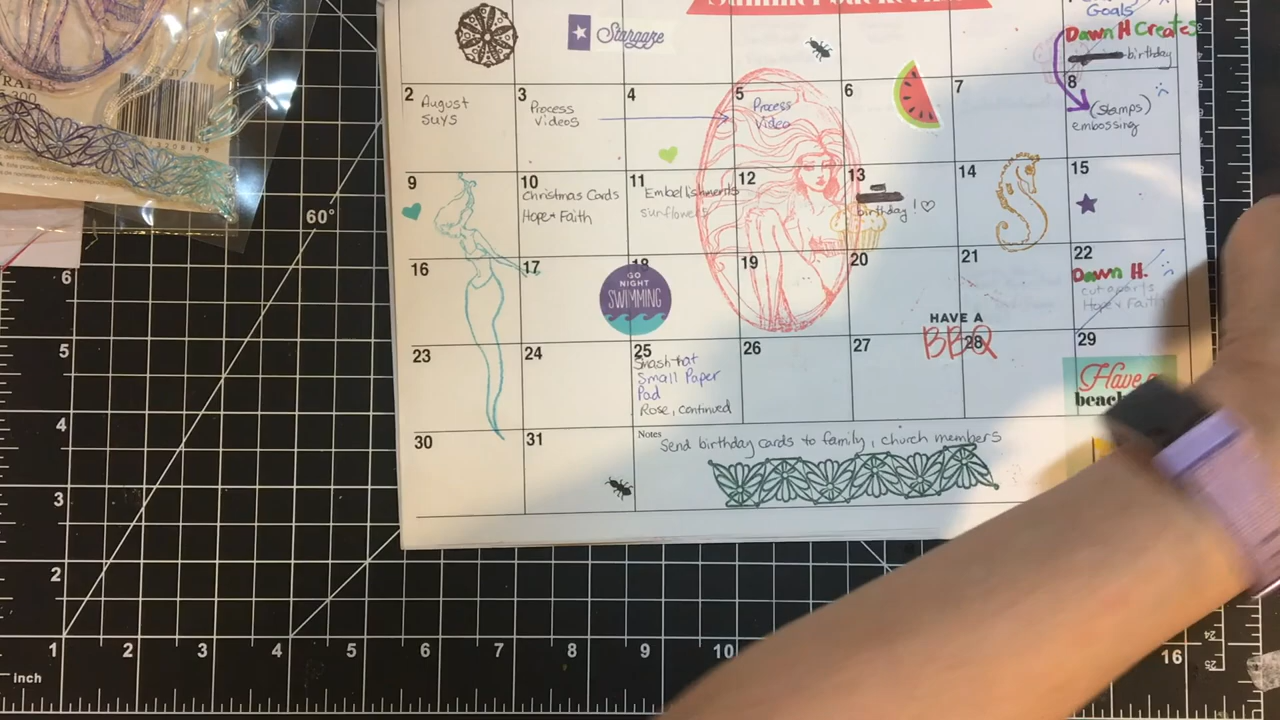 Goals
Stargaze
Dawn H Creates
birthday
2 August
suys
3 Process
Videos
4
5 Process
Video
6
7
8
(stamps)
embossing
9
10
Christmas Cards
Hope & Faith
11 Embellishments
sunflowers
12
13
birthday!
14
15
16
17
18
GO
NIGHT
SWIMMING
19
20
21
22
Dawn H.
cut aparts
Hope & Faith
HAVE A
BBQ
23
24
25
Smash hat
Small Paper
Pad
Rose, continued
26
27
28
29
Have a
beach
30
31
Notes
Send birthday cards to family, church members
60°
6
5
4
3
2
1 2 3 4 5 6 7 8 9 10 16
inch
24
25